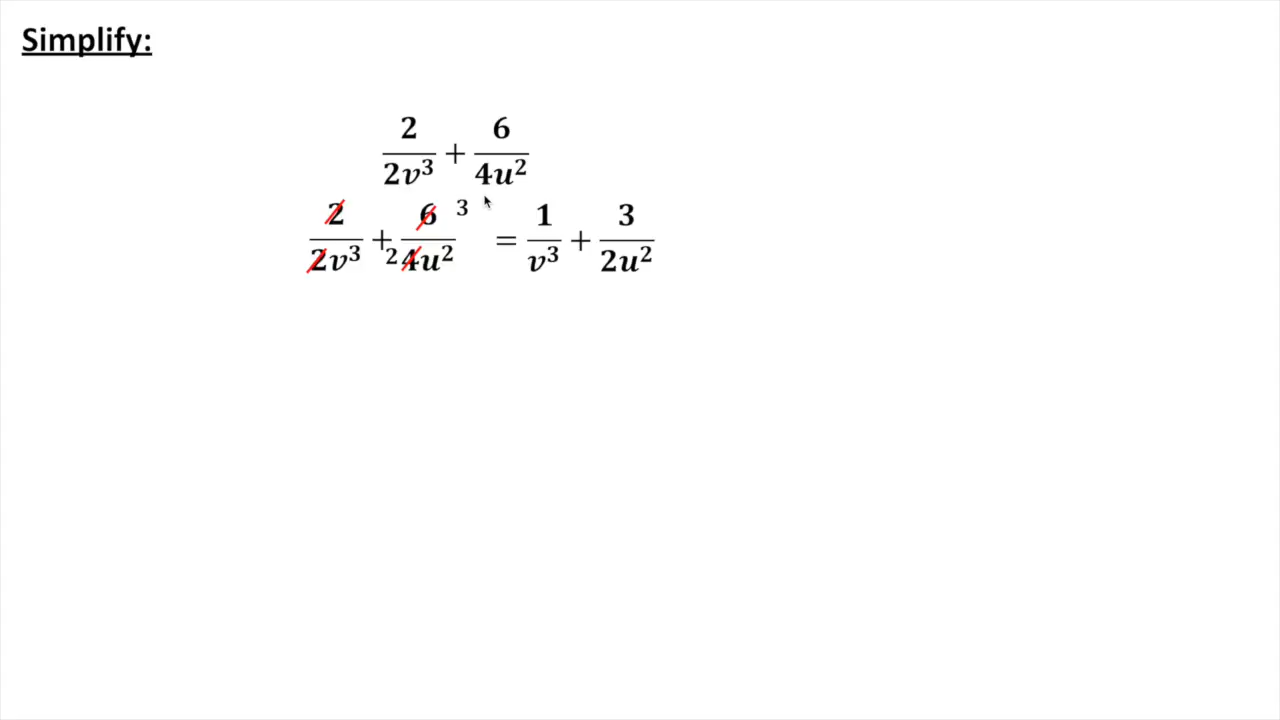 Simplify:
2/2v³ + 6/4u²
2/2v³ + 6 3/2 4u² = 1/v³ + 3/2u²